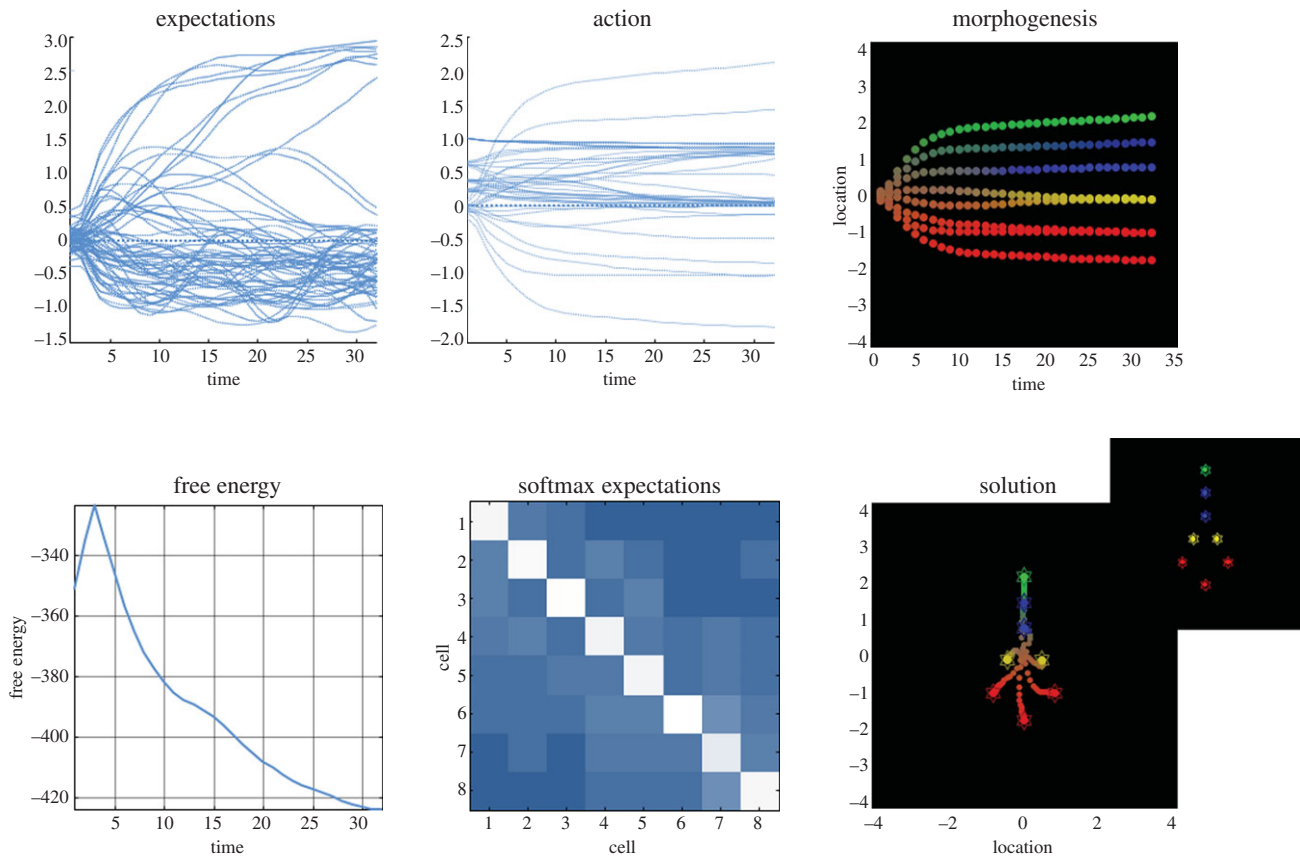 expectations
3.0
2.5
2.0
1.5
1.0
0.5
0
–0.5
–1.0
–1.5
5 10 15 20 25 30
time
action
2.5
2.0
1.5
1.0
0.5
0
–0.5
–1.0
–1.5
–2.0
5 10 15 20 25 30
time
morphogenesis
location
4
3
2
1
0
–1
–2
–3
–4
0 5 10 15 20 25 30 35
time
free energy
free energy
–340
–360
–380
–400
–420
5 10 15 20 25 30
time
softmax expectations
cell
1
2
3
4
5
6
7
8
1 2 3 4 5 6 7 8
cell
solution
4
3
2
1
0
–1
–2
–3
–4
–4 0 2 4
location